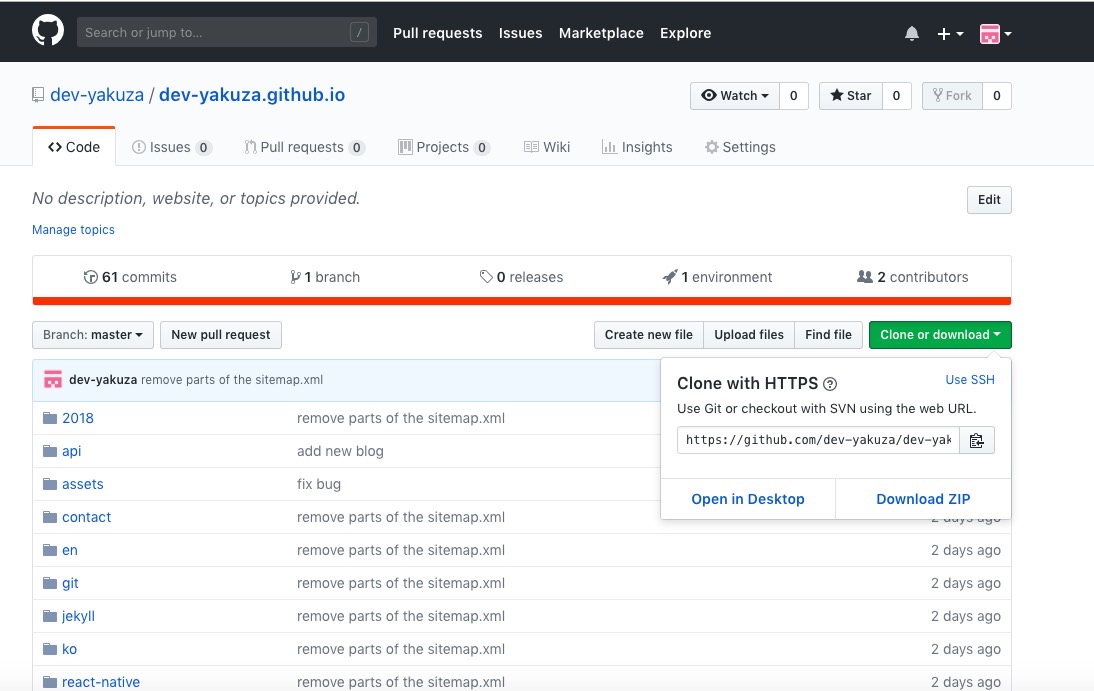 Search or jump to... / Pull requests Issues Marketplace Explore
dev-yakuza / dev-yakuza.github.io Watch 0 Star 0 Fork 0
Code Issues 0 Pull requests 0 Projects 0 Wiki Insights Settings
No description, website, or topics provided. Edit
Manage topics
61 commits 1 branch 0 releases 1 environment 2 contributors
Branch: master New pull request Create new file Upload files Find file Clone or download
dev-yakuza remove parts of the sitemap.xml
Clone with HTTPS ? Use SSH
Use Git or checkout with SVN using the web URL.
https://github.com/dev-yakuza/dev-yak
Open in Desktop Download ZIP
2018 remove parts of the sitemap.xml
api add new blog
assets fix bug
contact remove parts of the sitemap.xml 2 days ago
en remove parts of the sitemap.xml 2 days ago
git remove parts of the sitemap.xml 2 days ago
jekyll remove parts of the sitemap.xml 2 days ago
ko remove parts of the sitemap.xml 2 days ago
react-native remove parts of the sitemap.xml 2 days ago